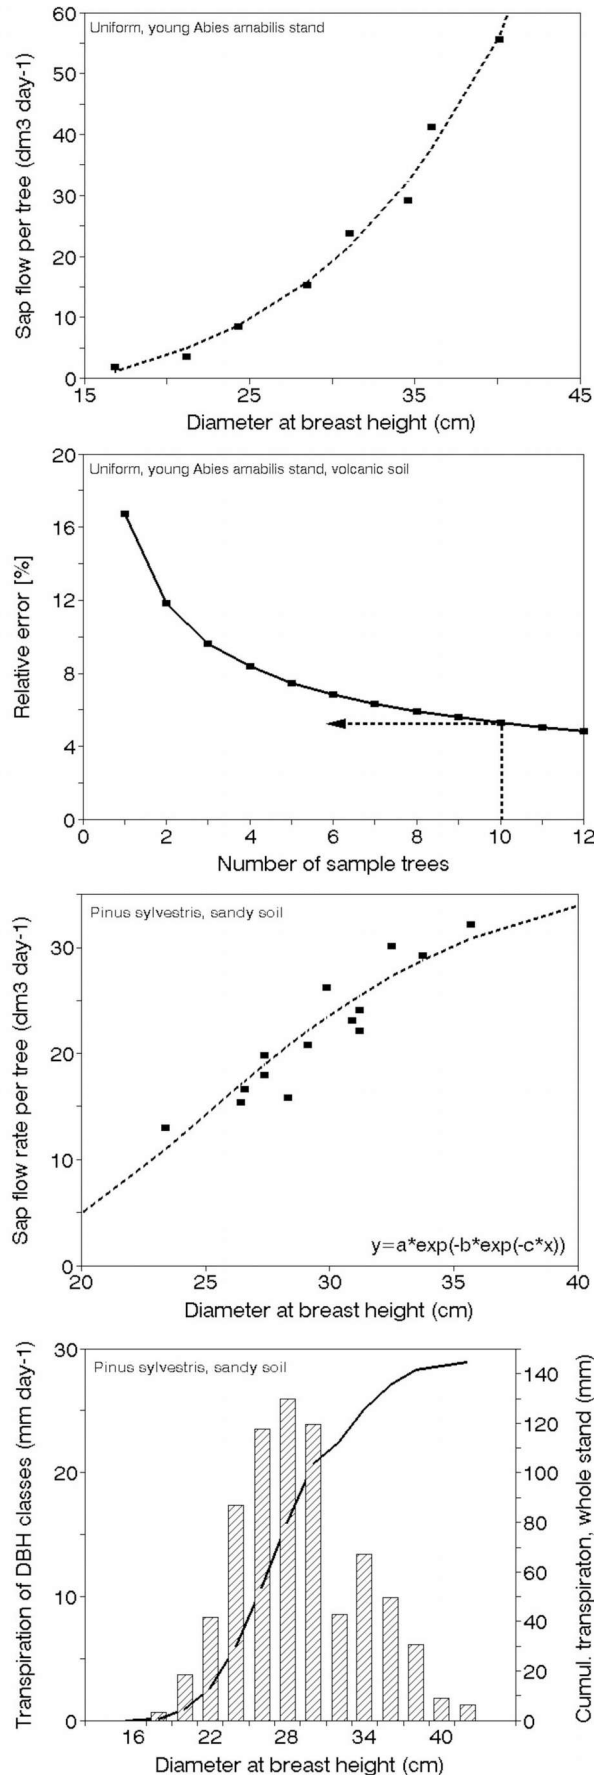 Uniform, young Abies amabilis stand
60
50
40
30
20
10
0
Sap flow per tree (dm3 day-1)
15 25 35 45
Diameter at breast height (cm)
Uniform, young Abies amabilis stand, volcanic soil
20
16
12
8
4
0
Relative error [%]
0 2 4 6 8 10 12
Number of sample trees
Pinus sylvestris, sandy soil
30
20
10
0
Sap flow rate per tree (dm3 day-1)
y=a*exp(-b*exp(-c*x))
20 25 30 35 40
Diameter at breast height (cm)
Pinus sylvestris, sandy soil
30
20
10
0
Transpiration of DBH classes (mm day-1)
140
120
100
80
60
40
20
0
Cumul. transpiraton, whole stand (mm)
16 22 28 34 40
Diameter at breast height (cm)